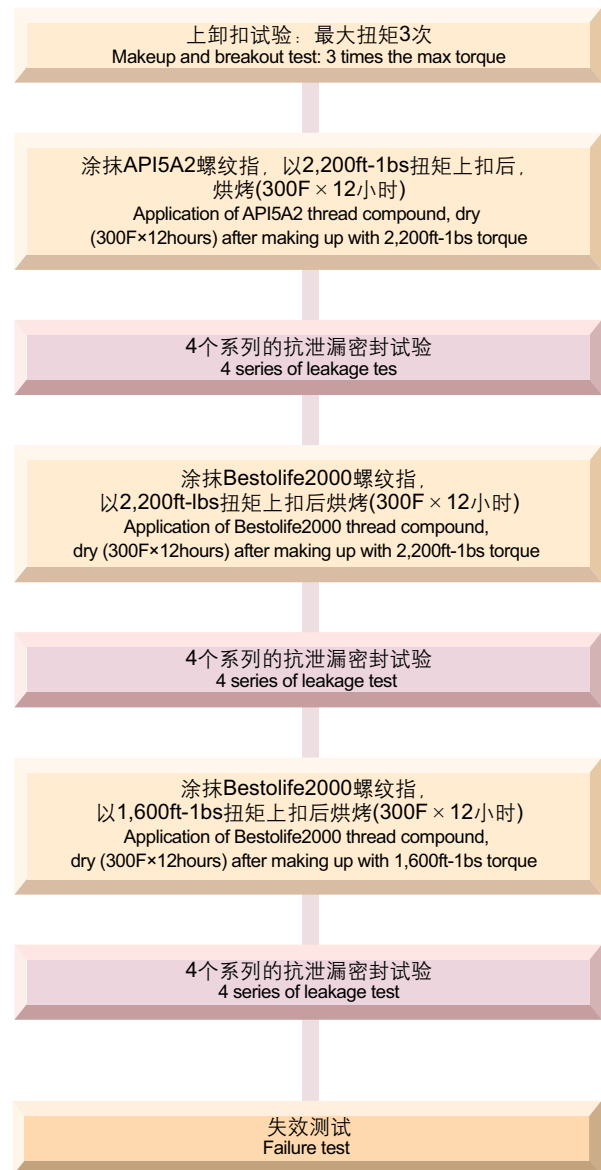 上卸扣试验：最大扭矩3次
Makeup and breakout test: 3 times the max torque
涂抹API5A2螺纹指，以2,200ft-1bs扭矩上扣后，
烘烤(300F×12小时)
Application of API5A2 thread compound, dry
(300F×12hours) after making up with 2,200ft-1bs torque
4个系列的抗泄漏密封试验
4 series of leakage tes
涂抹Bestolife2000螺纹指，
以2,200ft-lbs扭矩上扣后烘烤(300F×12小时)
Application of Bestolife2000 thread compound,
dry (300F×12hours) after making up with 2,200ft-1bs torque
4个系列的抗泄漏密封试验
4 series of leakage test
涂抹Bestolife2000螺纹指，
以1,600ft-1bs扭矩上扣后烘烤(300F×12小时)
Application of Bestolife2000 thread compound,
dry (300F×12hours) after making up with 1,600ft-1bs torque
4个系列的抗泄漏密封试验
4 series of leakage test
失效测试
Failure test